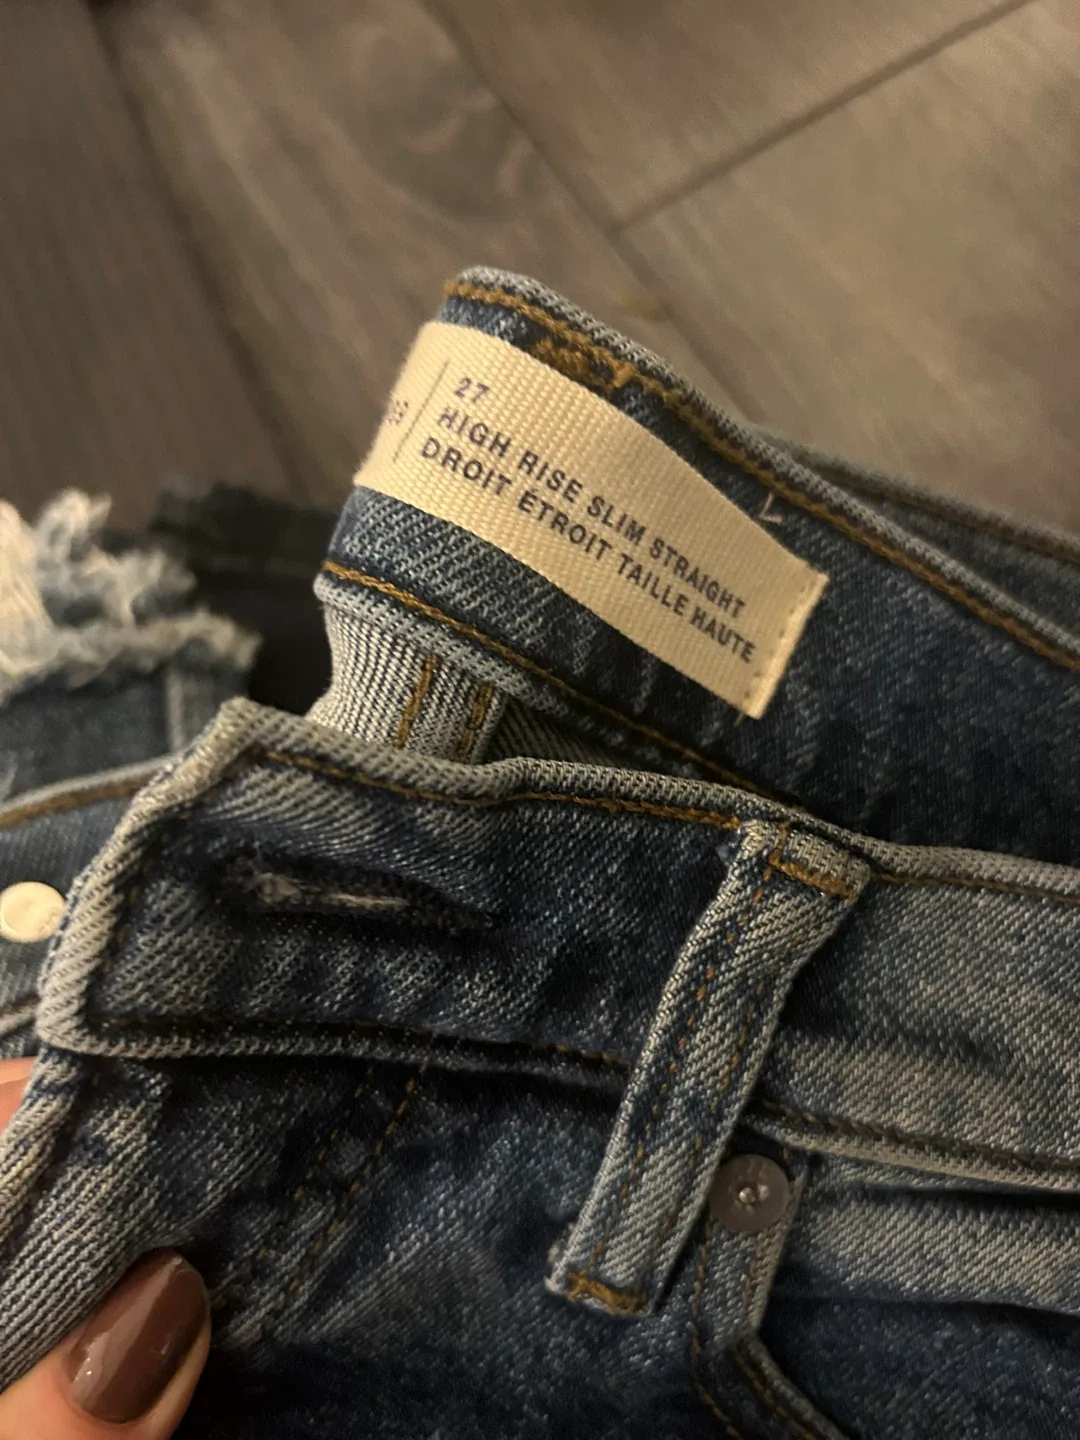 27
HIGH RISE SLIM STRAIGHT
DROIT ÉTROIT TAILLE HAUTE